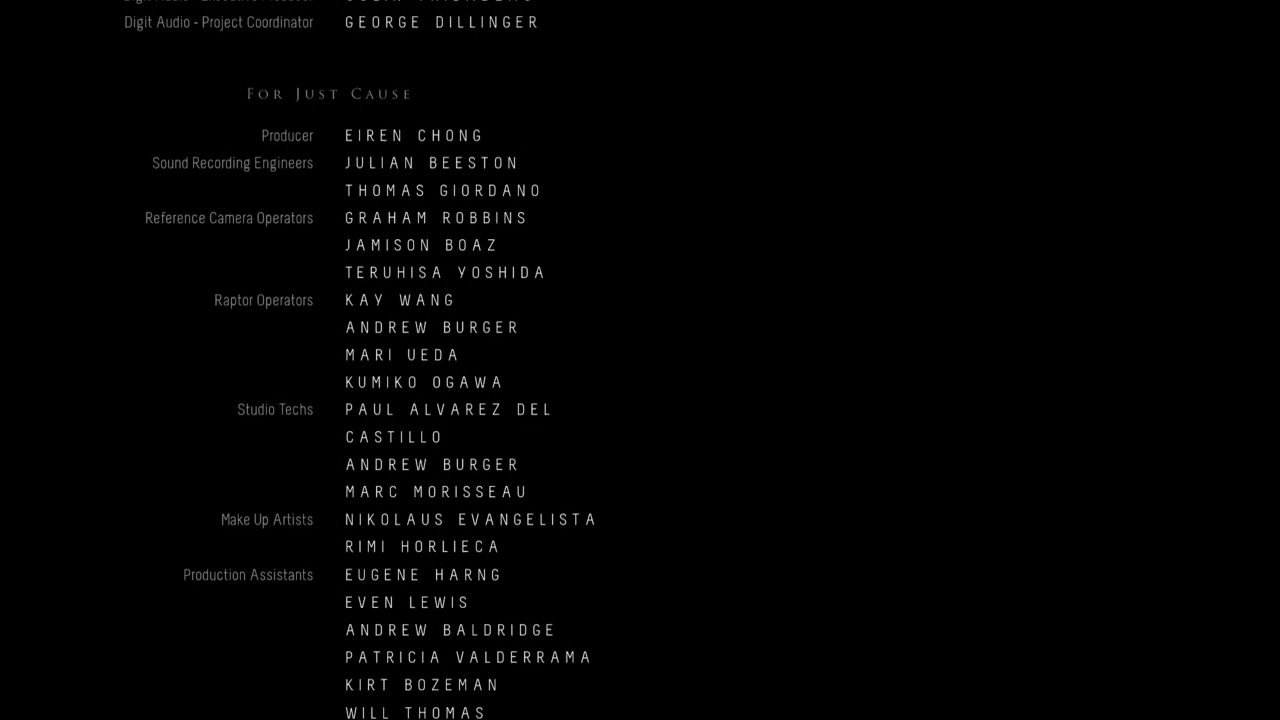 Digit Audio - Project Coordinator GEORGE DILLINGER
FOR JUST CAUSE
Producer EIREN CHONG
Sound Recording Engineers JULIAN BEESTON
THOMAS GIORDANO
Reference Camera Operators GRAHAM ROBBINS
JAMISON BOAZ
TERUHISA YOSHIDA
Raptor Operators KAY WANG
ANDREW BURGER
MARI UEDA
KUMIKO OGAWA
Studio Techs PAUL ALVAREZ DEL
CASTILLO
ANDREW BURGER
MARC MORISSEAU
Make Up Artists NIKOLAUS EVANGELISTA
RIMI HORLIECA
Production Assistants EUGENE HARNG
EVEN LEWIS
ANDREW BALDRIDGE
PATRICIA VALDERRAMA
KIRT BOZEMAN
WILL THOMAS